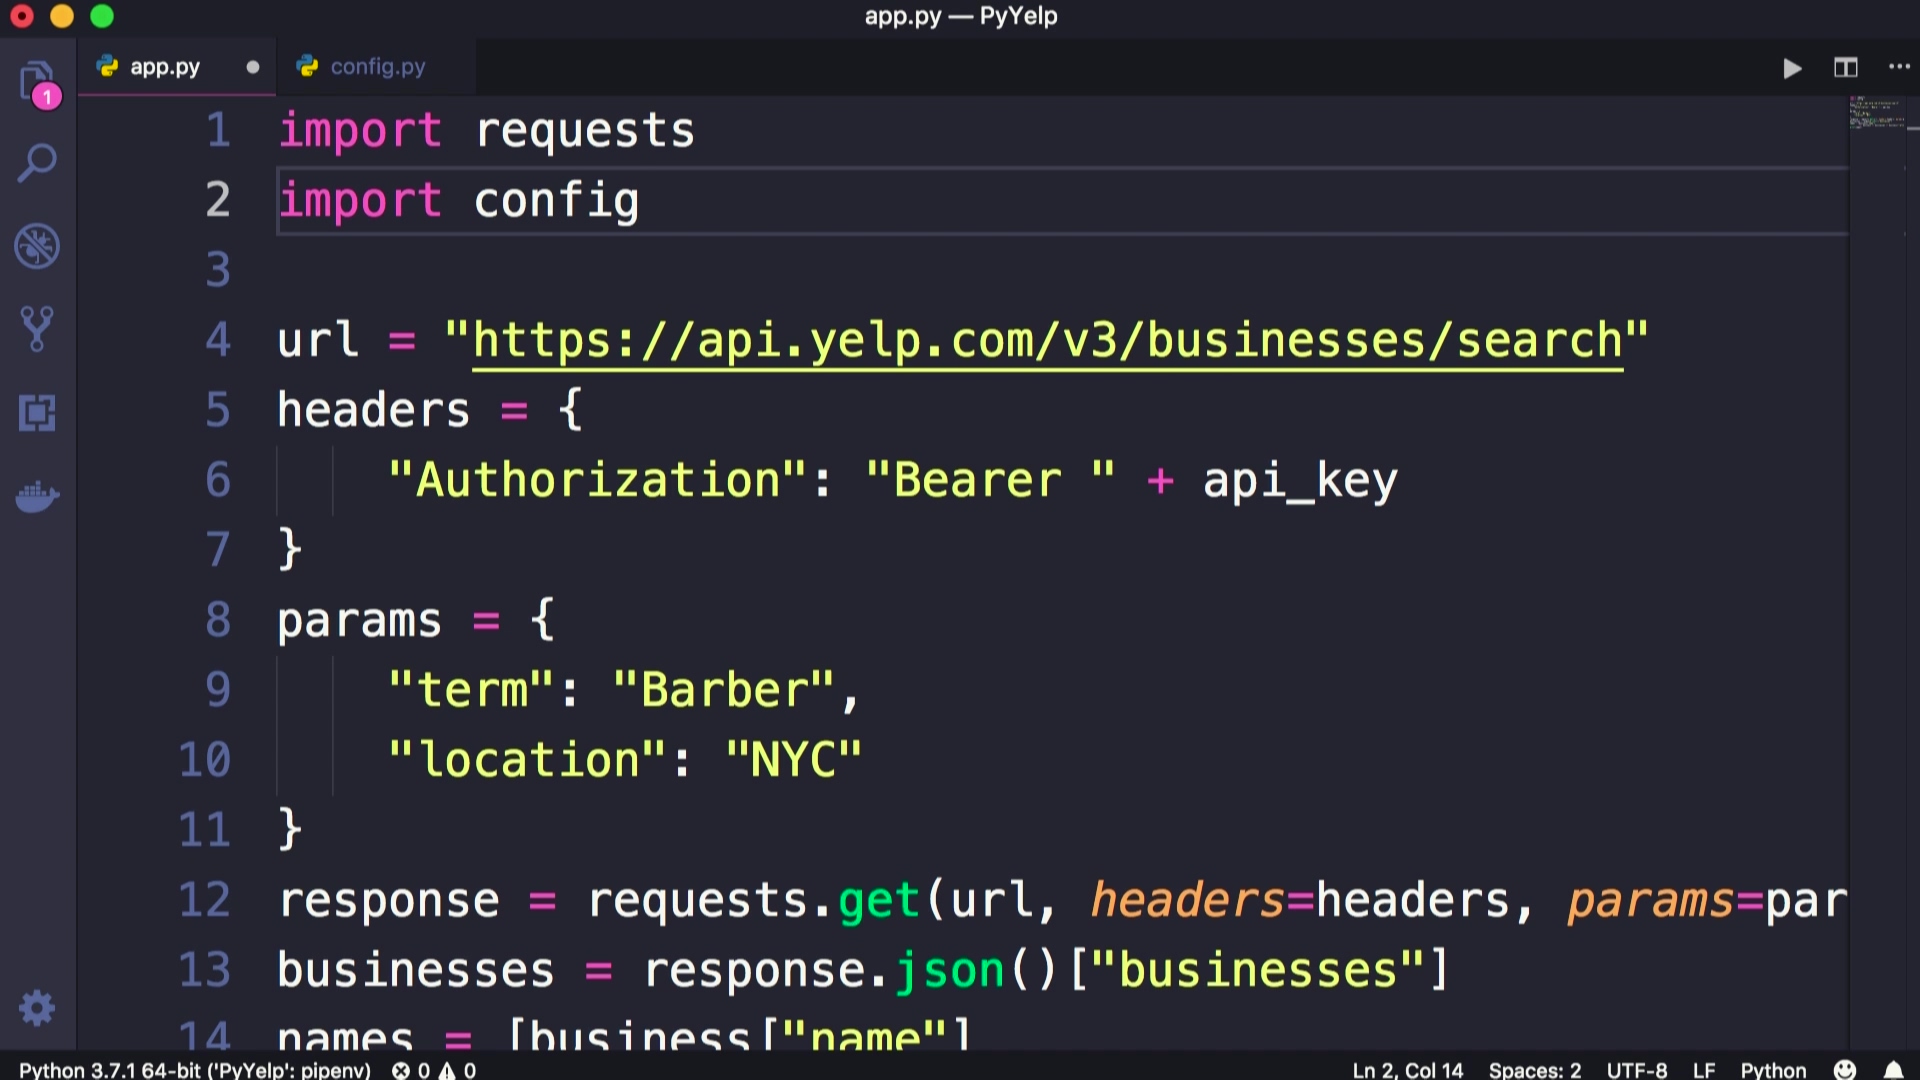 app.py — PyYelp
app.py
config.py
1
1 import requests
2 import config
3
4 url = "https://api.yelp.com/v3/businesses/search"
5 headers = {
6 "Authorization": "Bearer " + api_key
7 }
8 params = {
9 "term": "Barber",
10 "location": "NYC"
11 }
12 response = requests.get(url, headers=headers, params=par
13 businesses = response.json()["businesses"]
14 names = [business["name"]
Python 3.7.1 64-bit ('PyYelp': pipenv) 0 0 Ln 2, Col 14 Spaces: 2 UTF-8 LF Python